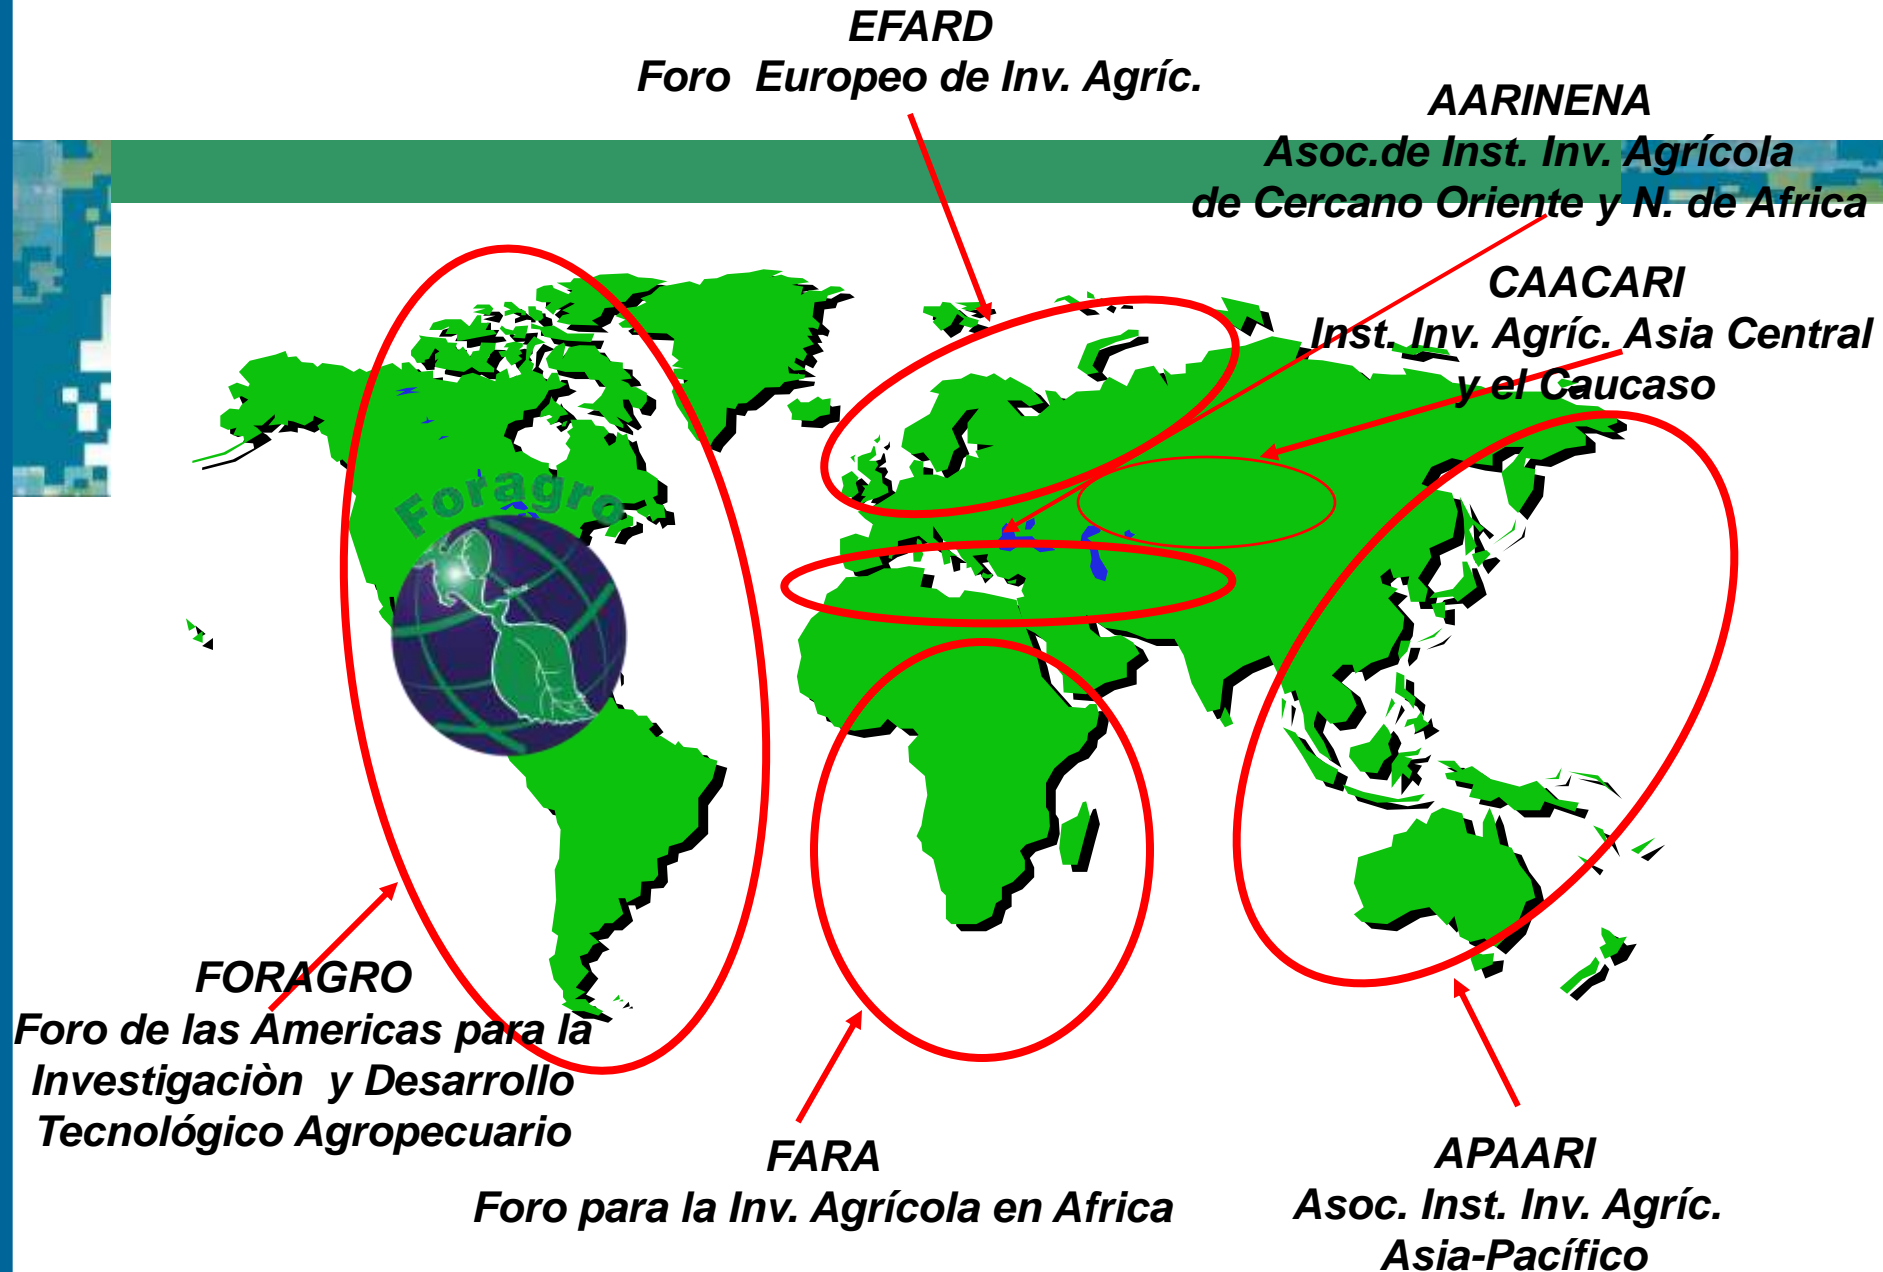 EFARD
Foro Europeo de Inv. Agríc.
AARINENA
Asoc.de Inst. Inv. Agrícola
de Cercano Oriente y N. de Africa
CAACARI
Inst. Inv. Agríc. Asia Central
y el Caucaso
Foragro
FORAGRO
Foro de las Americas para la
Investigaciòn y Desarrollo
Tecnológico Agropecuario
FARA
Foro para la Inv. Agrícola en Africa
APAARI
Asoc. Inst. Inv. Agríc.
Asia-Pacífico